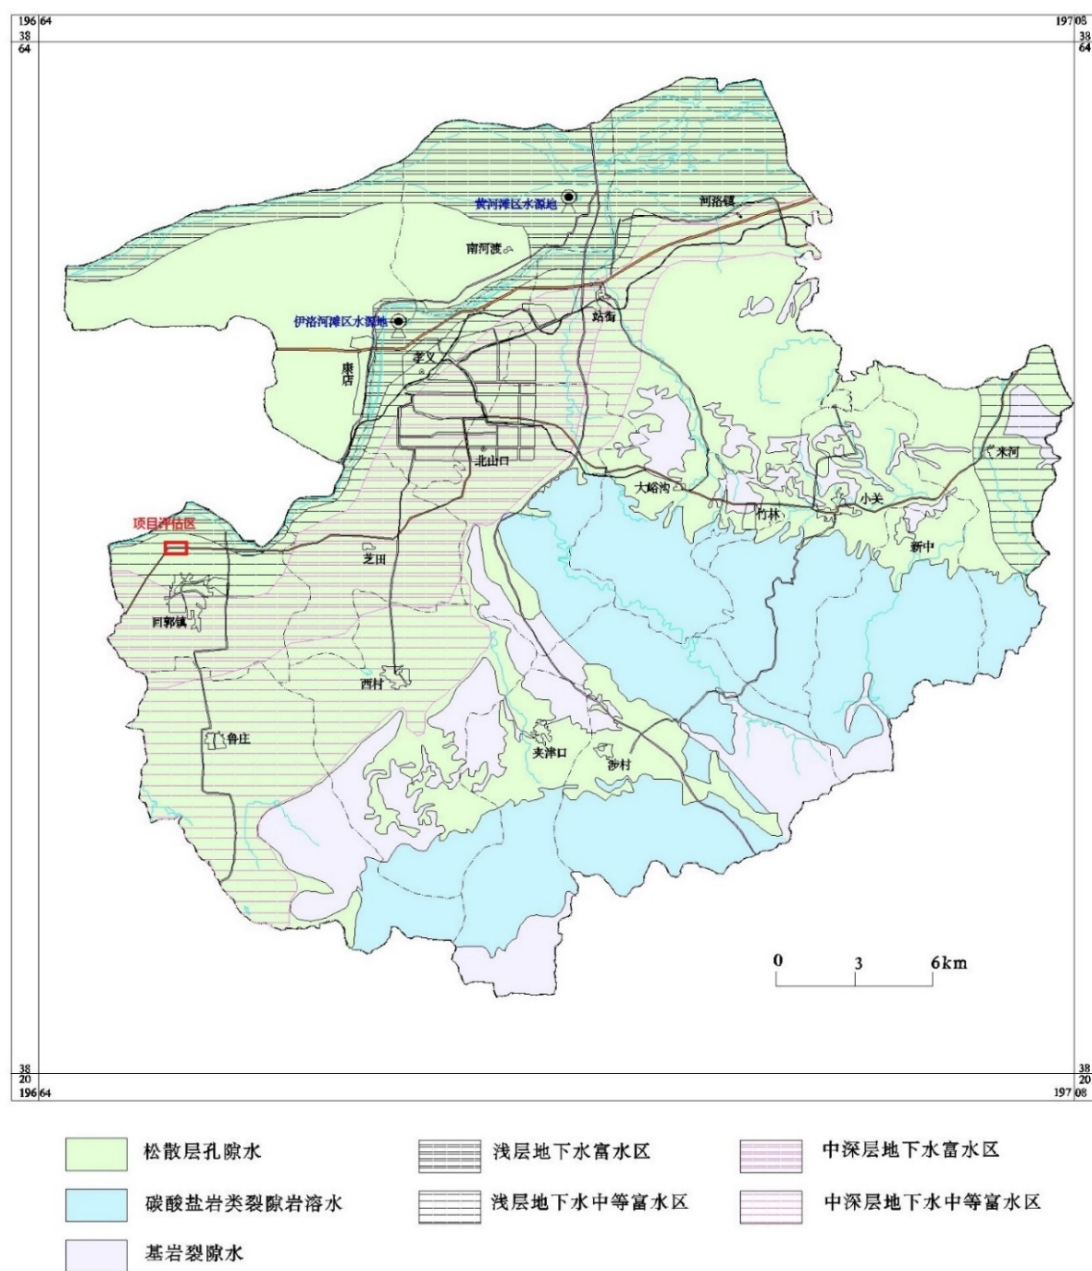 196 64
38
64
197 08
38
64
黄河滩区水源地
河洛镇
南河渡
伊洛河滩区水源地
站街
孝义
康店
北山口
米河
大峪沟
小关
竹林
项目评估区
新中
芝田
回郭镇
西村
鲁庄
夹津口
涉村
0 3 6km
38
20
196 64
38
20
197 08
松散层孔隙水
浅层地下水富水区
中深层地下水富水区
碳酸盐岩类裂隙岩溶水
浅层地下水中等富水区
中深层地下水中等富水区
基岩裂隙水